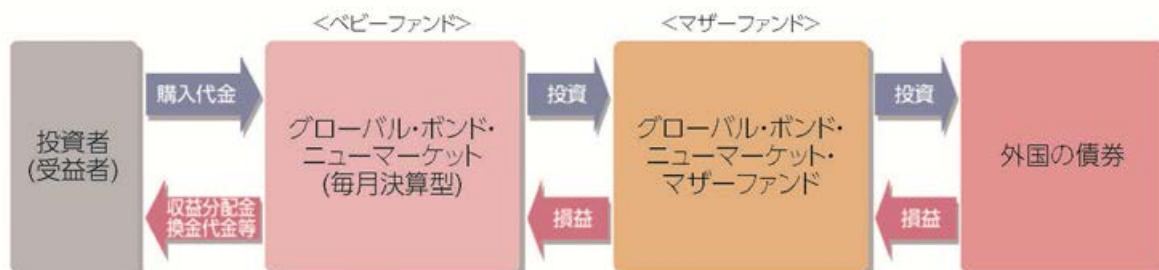 <ベビーファンド>
<マザーファンド>
投資者
(受益者)
購入代金
収益分配金
換金代金等
グローバル・ボンド・
ニューマーケット
(毎月決算型)
投資
損益
グローバル・ボンド・
ニューマーケット・
マザーファンド
投資
損益
外国の債券